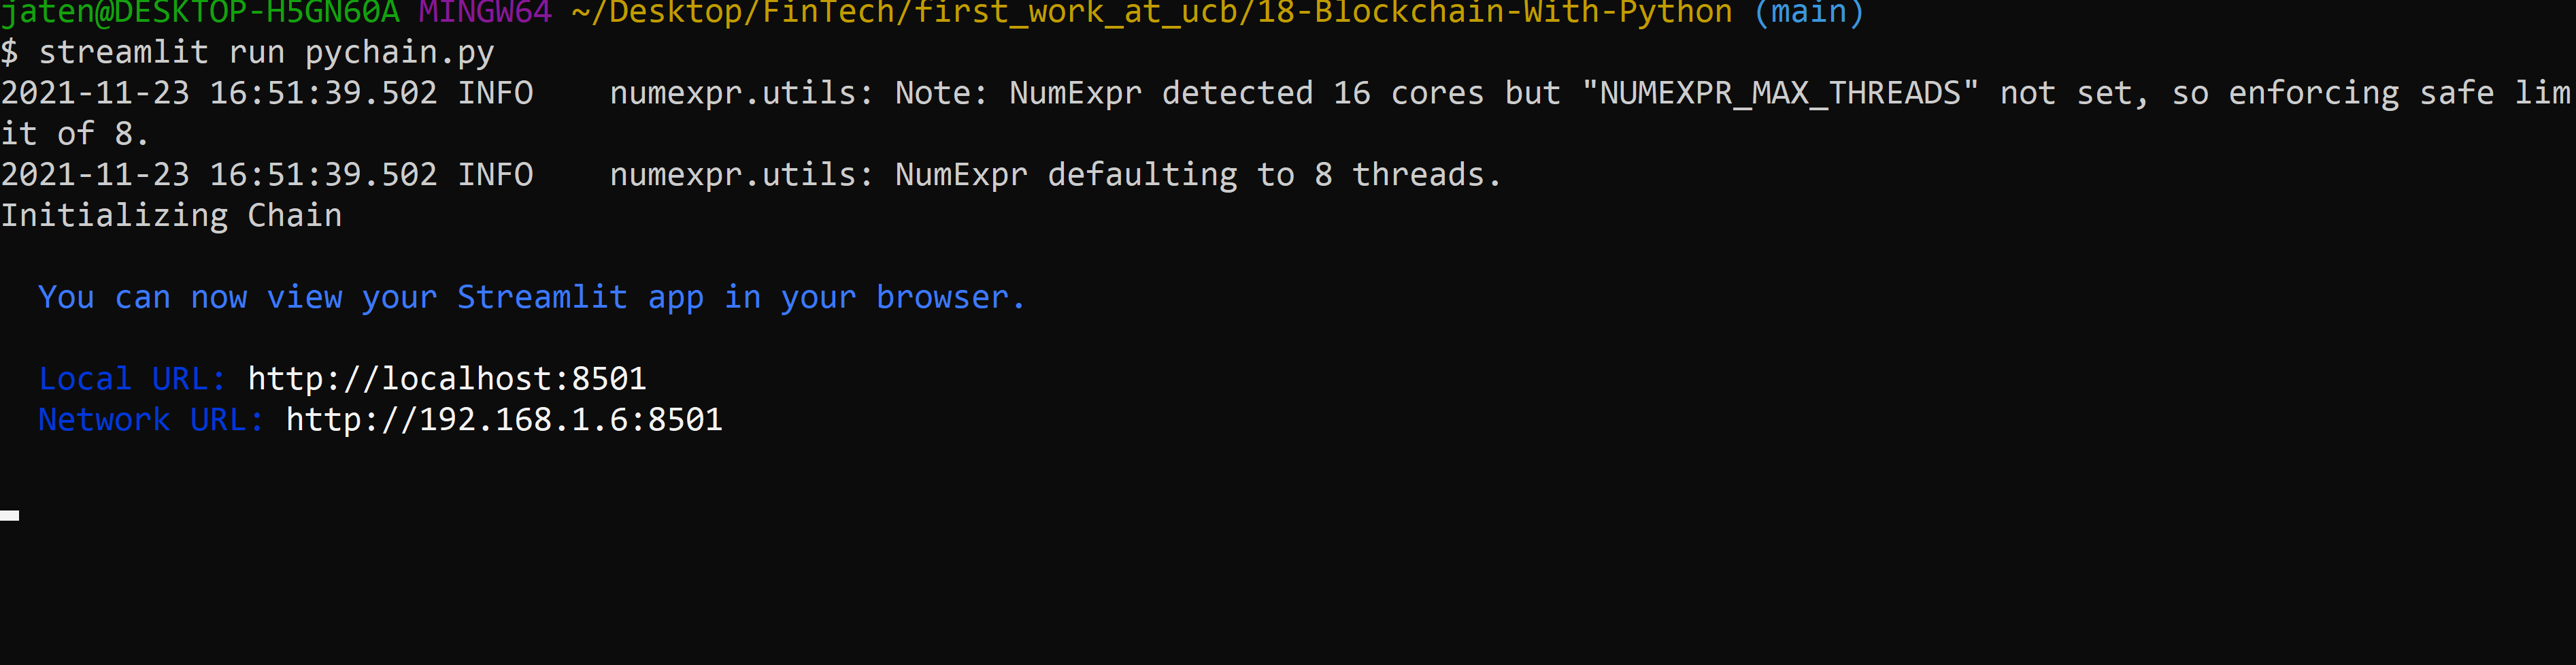 jaten@DESKTOP-H5GN60A MINGW64 ~/Desktop/FinTech/first_work_at_ucb/18-Blockchain-With-Python (main)
$ streamlit run pychain.py
2021-11-23 16:51:39.502 INFO    numexpr.utils: Note: NumExpr detected 16 cores but "NUMEXPR_MAX_THREADS" not set, so enforcing safe lim
it of 8.
2021-11-23 16:51:39.502 INFO    numexpr.utils: NumExpr defaulting to 8 threads.
Initializing Chain
You can now view your Streamlit app in your browser.
Local URL: http://localhost:8501
Network URL: http://192.168.1.6:8501